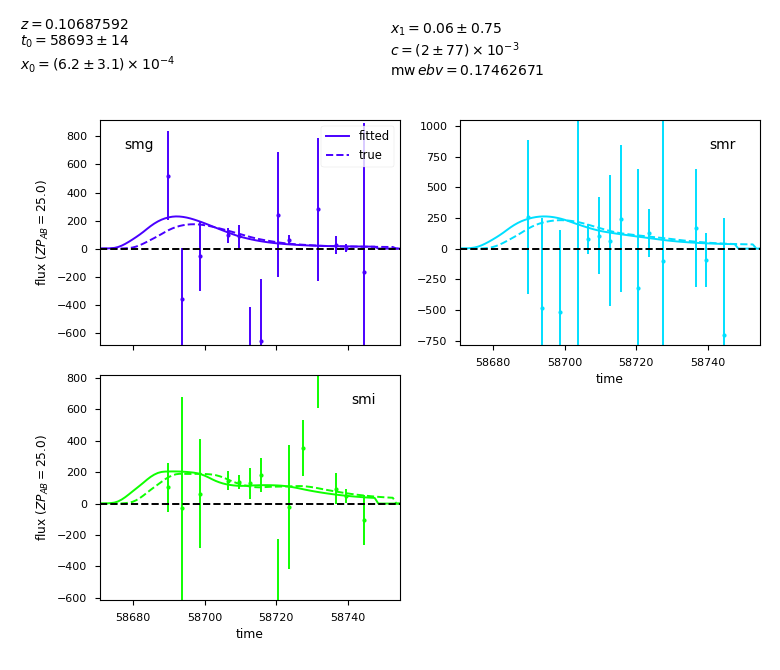 z = 0.10687592
t₀ = 58693 ± 14
x₀ = (6.2 ± 3.1) × 10⁻⁴
x₁ = 0.06 ± 0.75
c = (2 ± 77) × 10⁻³
mw ebv = 0.17462671
smg
fitted
true
800
600
400
200
0
−200
−400
−600
flux (ZP_AB = 25.0)
smr
1000
750
500
250
0
−250
−500
−750
58680 58700 58720 58740
time
smi
800
600
400
200
0
−200
−400
−600
flux (ZP_AB = 25.0)
58680 58700 58720 58740
time